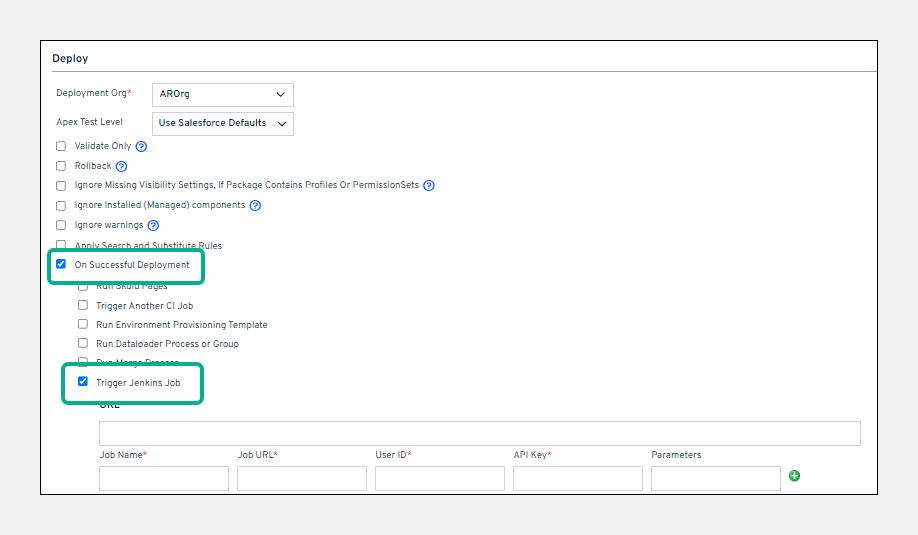 Deploy
Deployment Org*
AROrg
Apex Test Level
Use Salesforce Defaults
Validate Only ?
Rollback ?
Ignore Missing Visibility Settings, If Package Contains Profiles Or PermissionSets ?
Ignore Installed (Managed) components ?
Ignore warnings ?
Apply Search and Substitute Rules
On Successful Deployment
Run Skuid Pages
Trigger Another CI Job
Run Environment Provisioning Template
Run Dataloader Process or Group
Run Merge Process
Trigger Jenkins Job
URL
Job Name* Job URL* User ID* API Key* Parameters